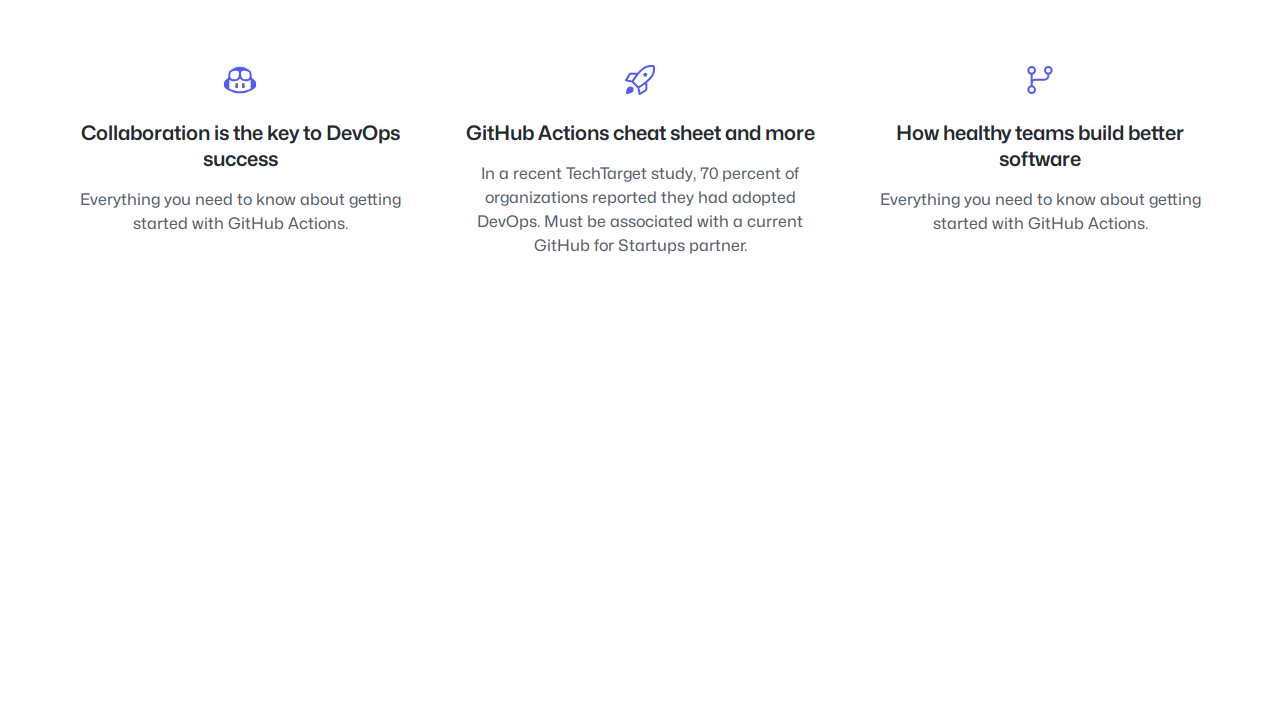 Collaboration is the key to DevOps
success
Everything you need to know about getting
started with GitHub Actions.
GitHub Actions cheat sheet and more
In a recent TechTarget study, 70 percent of
organizations reported they had adopted
DevOps. Must be associated with a current
GitHub for Startups partner.
How healthy teams build better
software
Everything you need to know about getting
started with GitHub Actions.